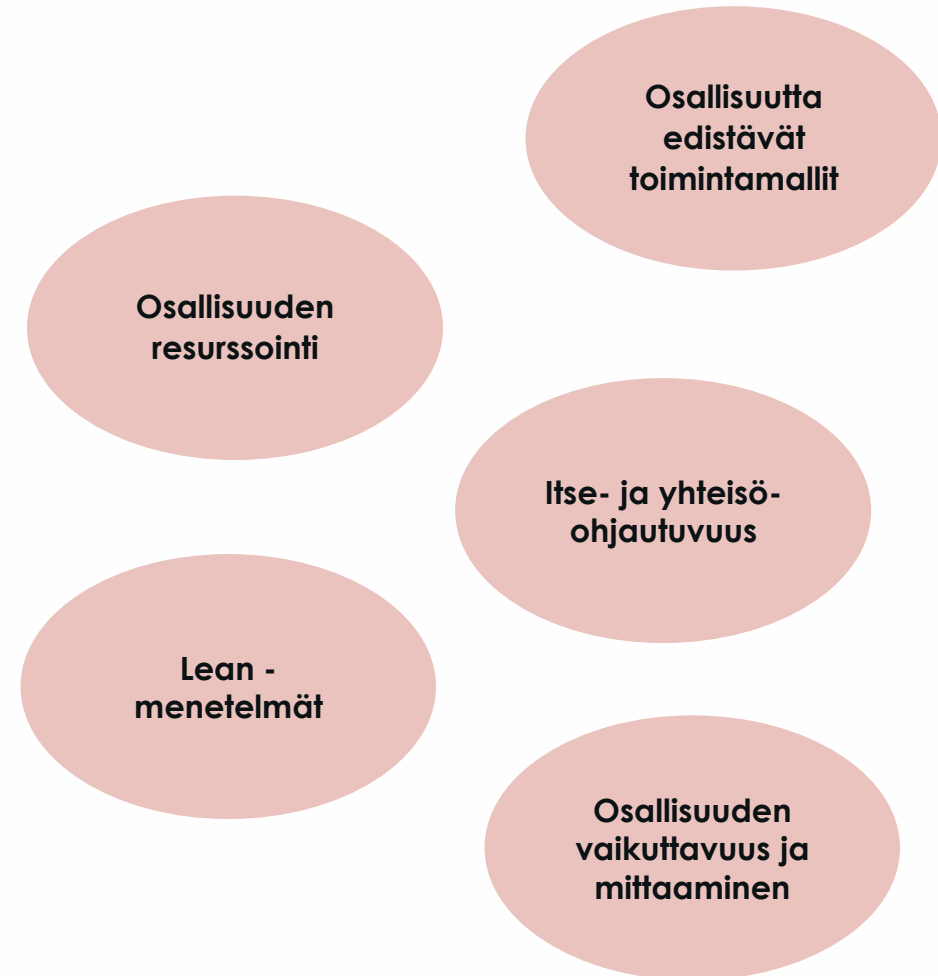 Osallisuutta
edistävät
toimintamallit
Osallisuuden
resurssointi
Itse- ja yhteisö-
ohjautuvuus
Lean -
menetelmät
Osallisuuden
vaikuttavuus ja
mittaaminen